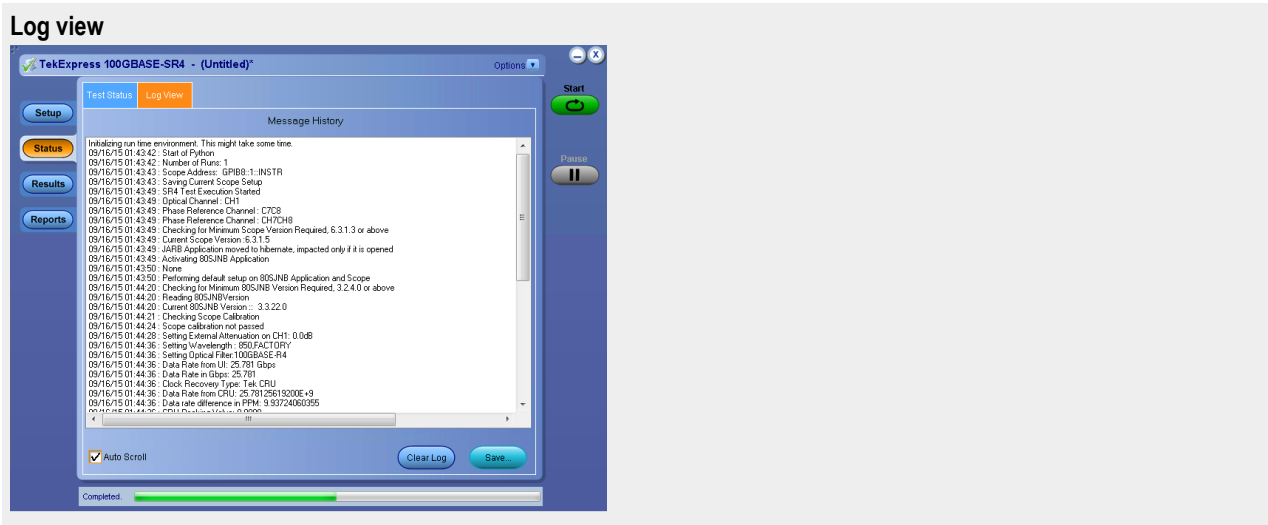 Log view
TekExpress 100GBASE-SR4 - (Untitled)*
Options
Start
Test Status
Log View
Setup
Message History
Status
Initializing run time environment. This might take some time.
09/16/15 01:43:42 : Start of Python
09/16/15 01:43:42 : Number of Runs: 1
09/16/15 01:43:43 : Scope Address: GPIB8::1::INSTR
09/16/15 01:43:43 : Saving Current Scope Setup
09/16/15 01:43:49 : SR4 Test Execution Started
09/16/15 01:43:49 : Optical Channel : CH1
09/16/15 01:43:49 : Phase Reference Channel : C7C8
09/16/15 01:43:49 : Phase Reference Channel : CH7CH8
09/16/15 01:43:49 : Checking for Minimum Scope Version Required, 6.3.1.3 or above
09/16/15 01:43:49 : Current Scope Version :6.3.1.5
09/16/15 01:43:49 : JARB Application moved to hibernate, impacted only if it is opened
09/16/15 01:43:49 : Activating 80SJNB Application
09/16/15 01:43:50 : None
09/16/15 01:43:50 : Performing default setup on 80SJNB Application and Scope
09/16/15 01:44:20 : Checking for Minimum 80SJNB Version Required, 3.2.4.0 or above
09/16/15 01:44:20 : Reading 80SJNBVersion
09/16/15 01:44:20 : Current 80SJNB Version :: 3.3.22.0
09/16/15 01:44:21 : Checking Scope Calibration
09/16/15 01:44:24 : Scope calibration not passed
09/16/15 01:44:28 : Setting External Attenuation on CH1: 0.0dB
09/16/15 01:44:36 : Setting Wavelength : 850,FACTORY
09/16/15 01:44:36 : Setting Optical Filter:100GBASE-R4
09/16/15 01:44:36 : Data Rate from UI: 25.781 Gbps
09/16/15 01:44:36 : Data Rate in Gbps: 25.781
09/16/15 01:44:36 : Clock Recovery Type: Tek CRU
09/16/15 01:44:36 : Data Rate from CRU: 25.78125619200E+9
09/16/15 01:44:36 : Data rate difference in PPM: 9.93724060355
Pause
Results
Reports
Auto Scroll
Clear Log
Save...
Completed.